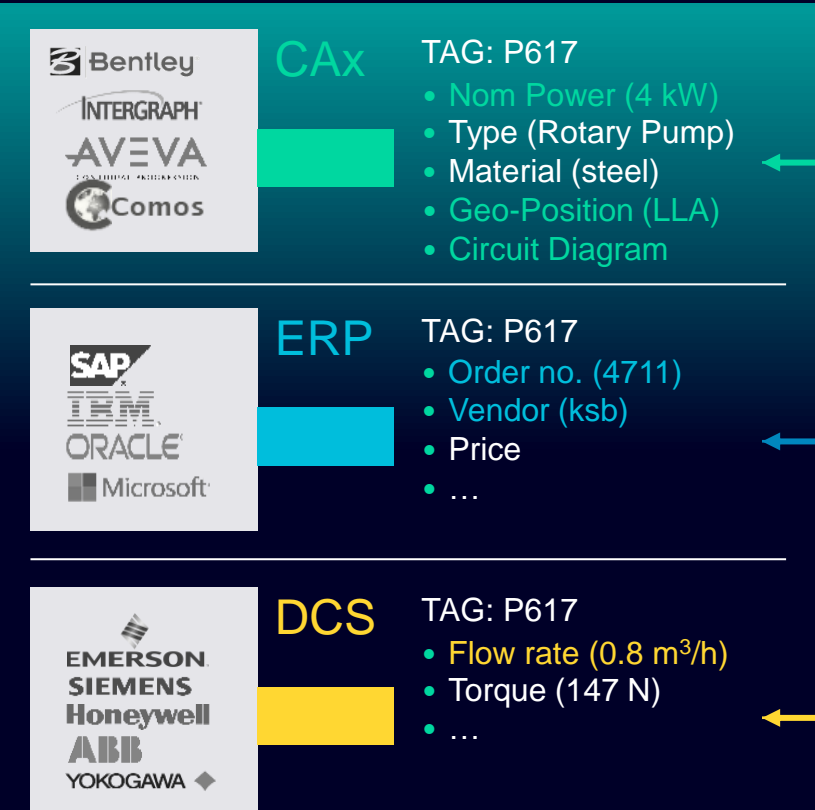 Bentley
INTERGRAPH
AVEVA
Comos
CAx
TAG: P617
• Nom Power (4 kW)
• Type (Rotary Pump)
• Material (steel)
• Geo-Position (LLA)
• Circuit Diagram
SAP
IBM
ORACLE
Microsoft
ERP
TAG: P617
• Order no. (4711)
• Vendor (ksb)
• Price
• …
EMERSON
SIEMENS
Honeywell
ABB
YOKOGAWA
DCS
TAG: P617
• Flow rate (0.8 m³/h)
• Torque (147 N)
• …